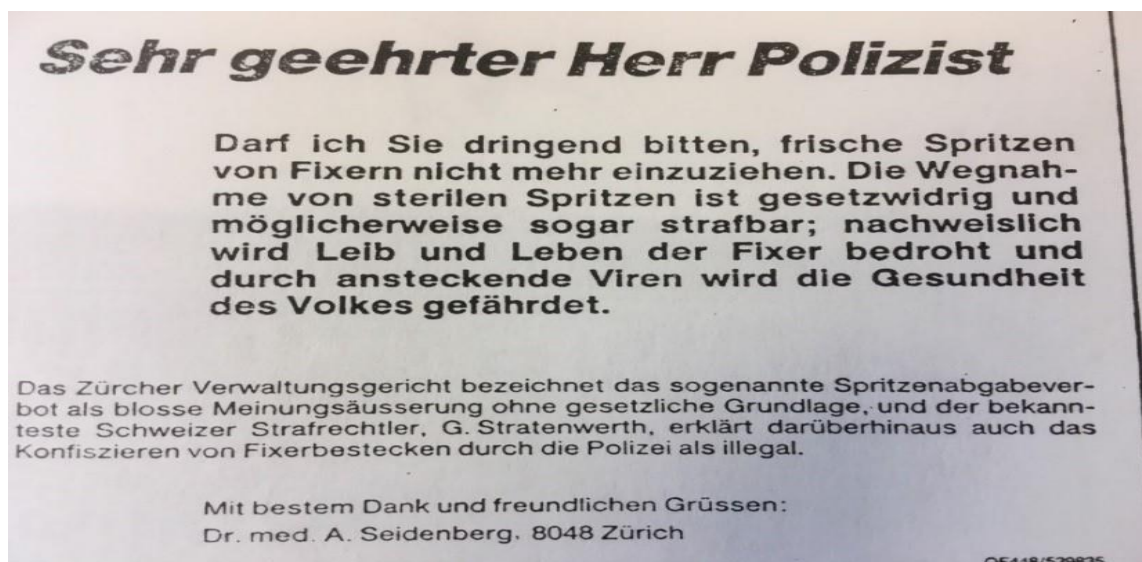 Sehr geehrter Herr Polizist
Darf ich Sie dringend bitten, frische Spritzen
von Fixern nicht mehr einzuziehen. Die Wegnah-
me von sterilen Spritzen ist gesetzwidrig und
möglicherweise sogar strafbar; nachweislich
wird Leib und Leben der Fixer bedroht und
durch ansteckende Viren wird die Gesundheit
des Volkes gefährdet.
Das Zürcher Verwaltungsgericht bezeichnet das sogenannte Spritzenabgabever-
bot als blosse Meinungsäusserung ohne gesetzliche Grundlage, und der bekann-
teste Schweizer Strafrechtler, G. Stratenwerth, erklärt darüberhinaus auch das
Konfiszieren von Fixerbestecken durch die Polizei als illegal.
Mit bestem Dank und freundlichen Grüssen:
Dr. med. A. Seidenberg, 8048 Zürich